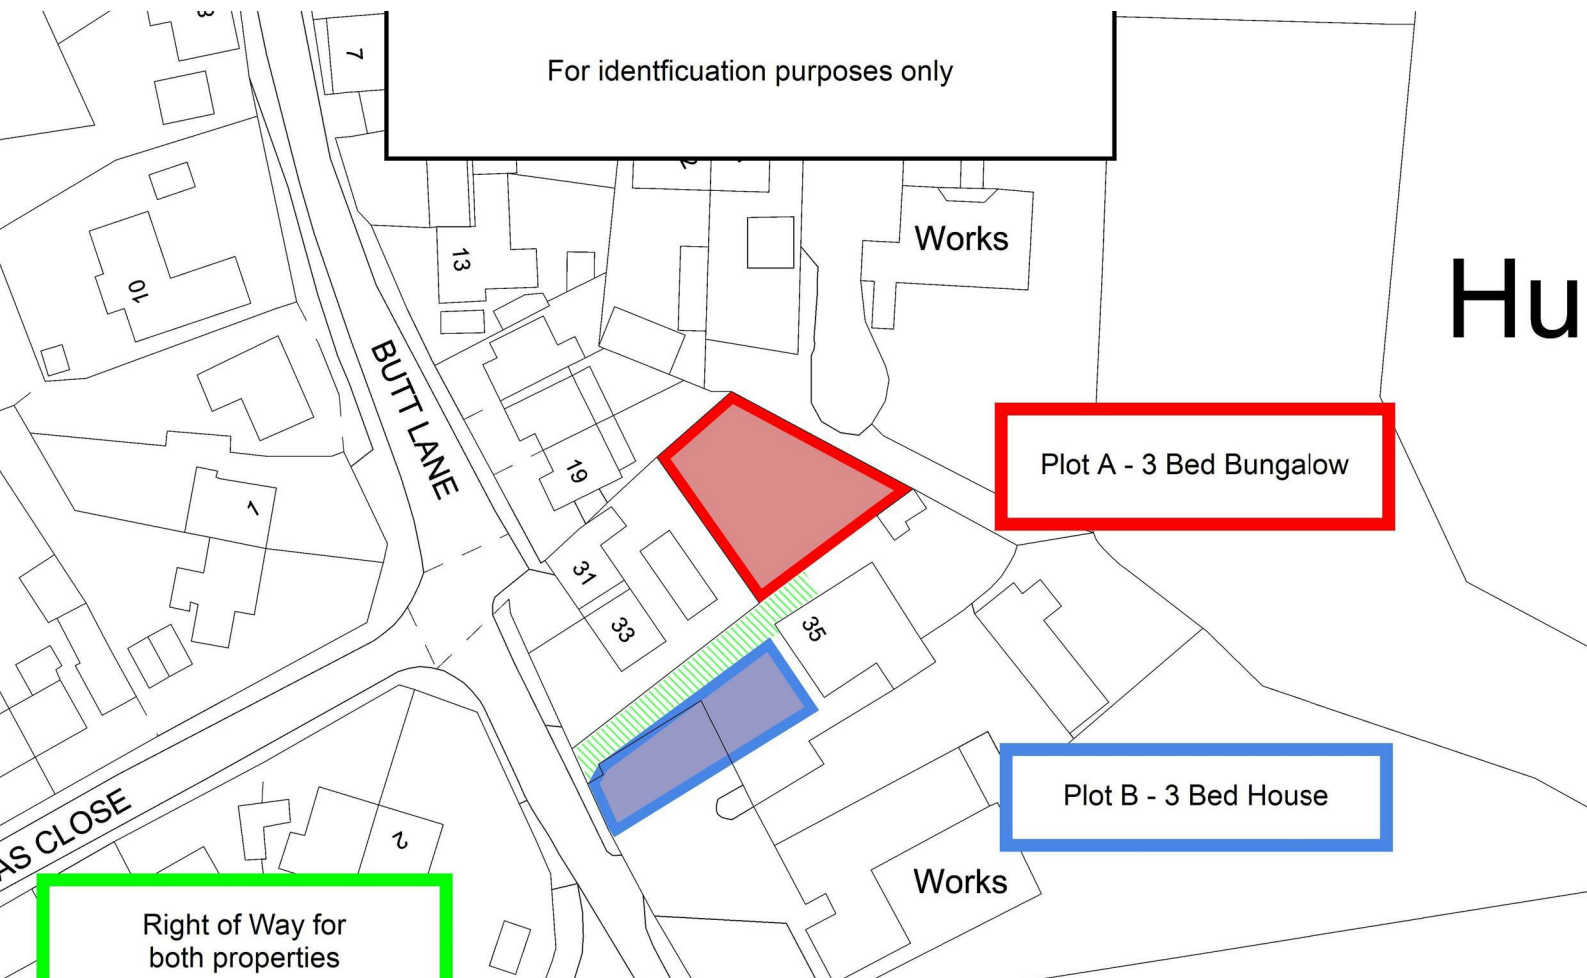 For identficuation purposes only
7
Works
13
10
Hu
BUTT LANE
Plot A - 3 Bed Bungalow
19
1
31
33
35
Plot B - 3 Bed House
AS CLOSE
2
Works
Right of Way for
both properties